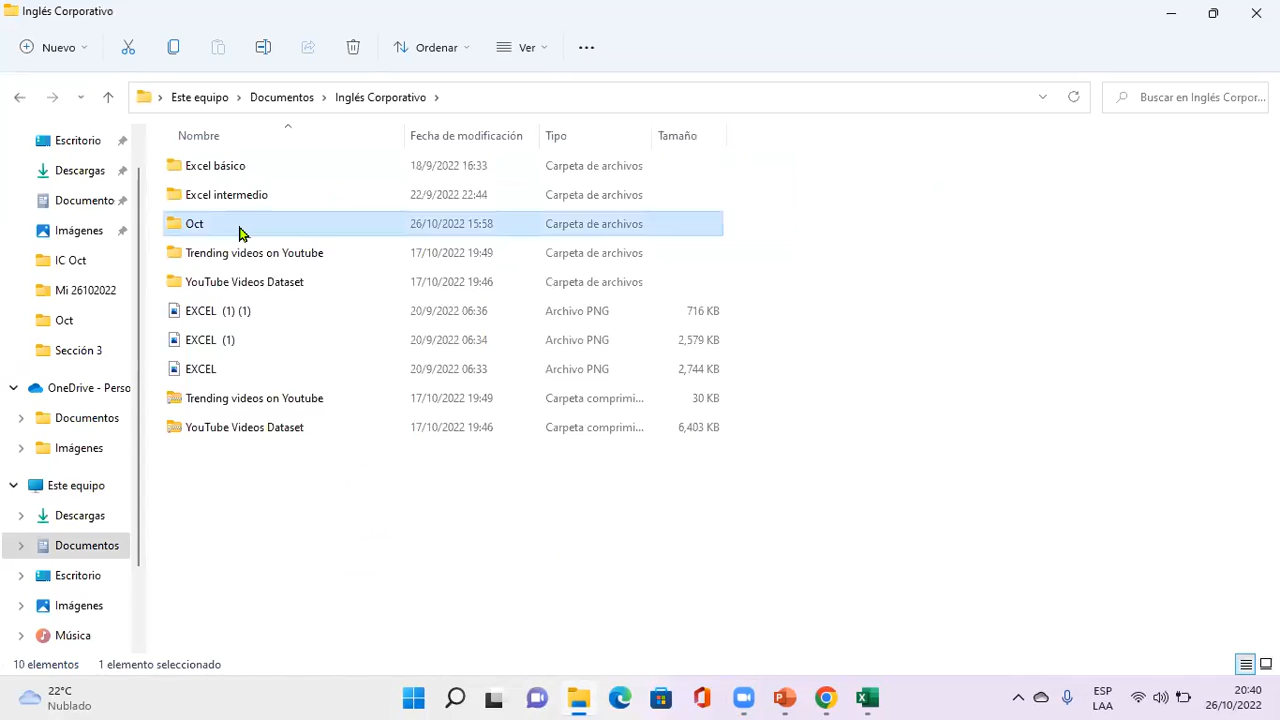 Inglés Corporativo
Nuevo
Ordenar
Ver
Este equipo
Documentos
Inglés Corporativo
Buscar en Inglés Corpor...
Nombre
Fecha de modificación
Tipo
Tamaño
Escritorio
Descargas
Documento
Imágenes
IC Oct
Mi 26102022
Oct
Sección 3
OneDrive - Perso
Documentos
Imágenes
Este equipo
Descargas
Documentos
Escritorio
Imágenes
Música
Excel básico 18/9/2022 16:33 Carpeta de archivos
Excel intermedio 22/9/2022 22:44 Carpeta de archivos
Oct 26/10/2022 15:58 Carpeta de archivos
Trending videos on Youtube 17/10/2022 19:49 Carpeta de archivos
YouTube Videos Dataset 17/10/2022 19:46 Carpeta de archivos
EXCEL (1) (1) 20/9/2022 06:36 Archivo PNG 716 KB
EXCEL (1) 20/9/2022 06:34 Archivo PNG 2,579 KB
EXCEL 20/9/2022 06:33 Archivo PNG 2,744 KB
Trending videos on Youtube 17/10/2022 19:49 Carpeta comprimi... 30 KB
YouTube Videos Dataset 17/10/2022 19:46 Carpeta comprimi... 6,403 KB
10 elementos 1 elemento seleccionado
22°C
Nublado
ESP
LAA
20:40
26/10/2022